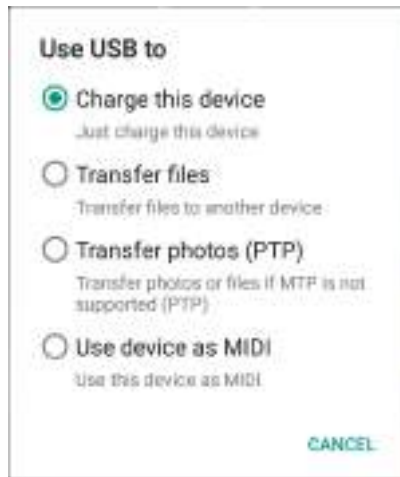 Use USB to
Charge this device
Just charge this device
Transfer files
Transfer files to another device
Transfer photos (PTP)
Transfer photos or files if MTP is not
supported (PTP)
Use device as MIDI
Use this device as MIDI
CANCEL